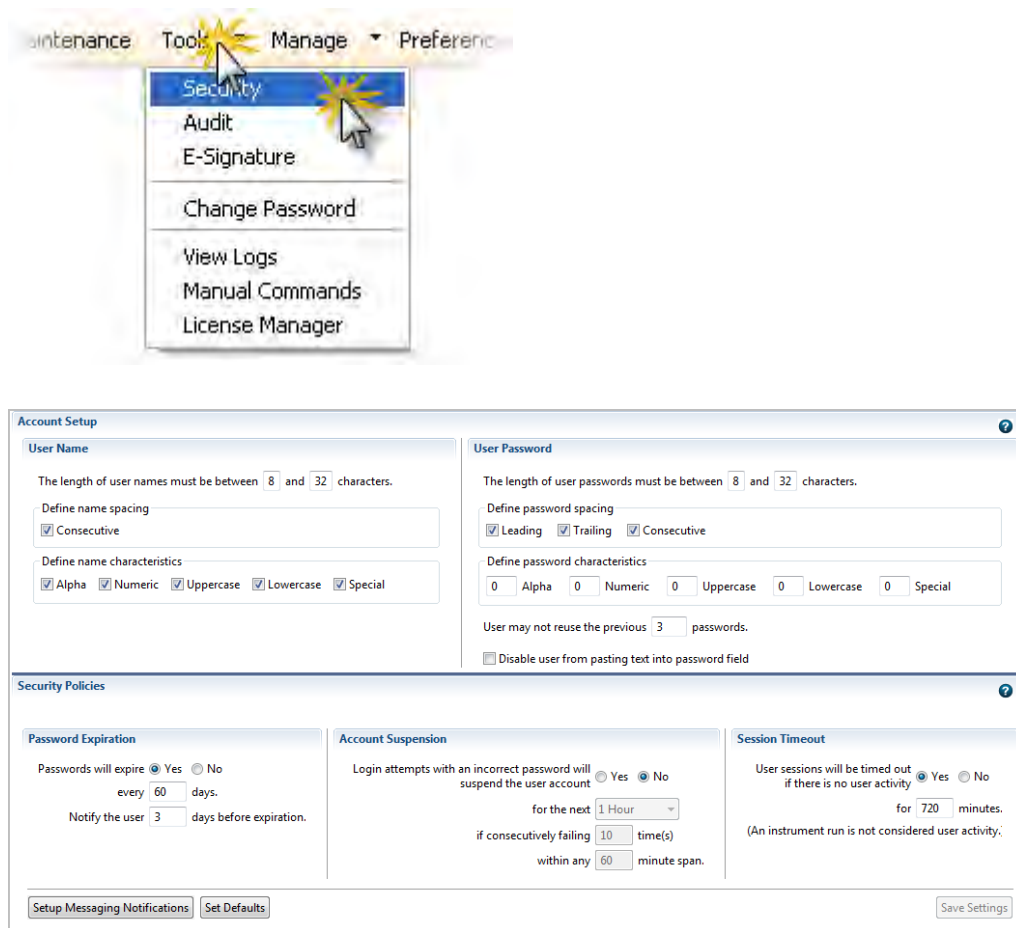 Maintenance Tools Manage Preferenc
Security
Audit
E-Signature
Change Password
View Logs
Manual Commands
License Manager
Account Setup
User Name
The length of user names must be between 8 and 32 characters.
Define name spacing
Consecutive
Define name characteristics
Alpha Numeric Uppercase Lowercase Special
User Password
The length of user passwords must be between 8 and 32 characters.
Define password spacing
Leading Trailing Consecutive
Define password characteristics
0 Alpha 0 Numeric 0 Uppercase 0 Lowercase 0 Special
User may not reuse the previous 3 passwords.
Disable user from pasting text into password field
Security Policies
Password Expiration
Passwords will expire Yes No
every 60 days.
Notify the user 3 days before expiration.
Account Suspension
Login attempts with an incorrect password will
suspend the user account Yes No
for the next 1 Hour
if consecutively failing 10 time(s)
within any 60 minute span.
Session Timeout
User sessions will be timed out
if there is no user activity Yes No
for 720 minutes.
(An instrument run is not considered user activity.
Setup Messaging Notifications Set Defaults Save Settings